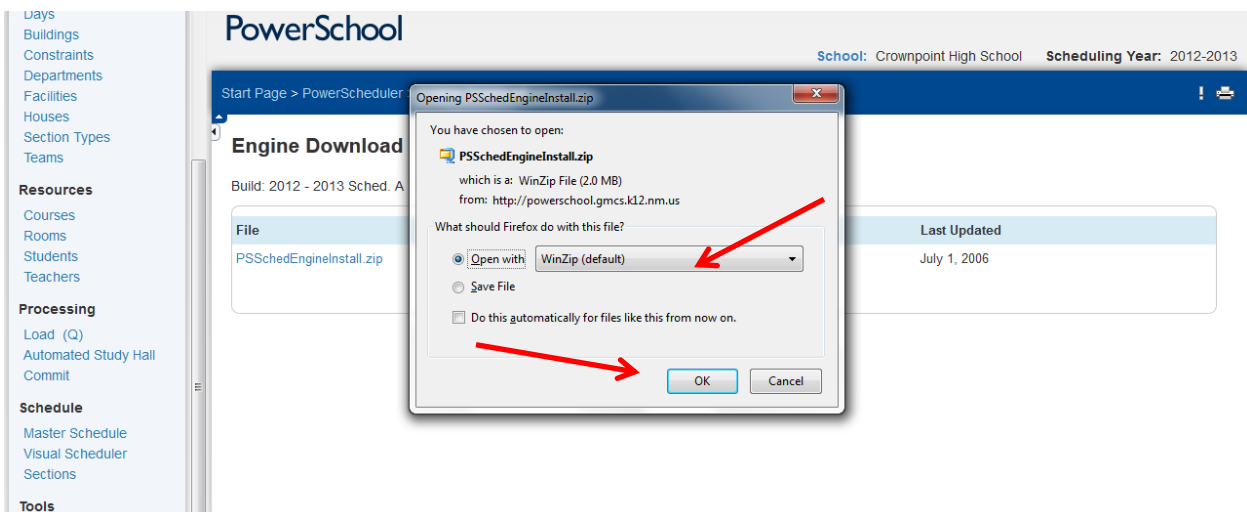 Days
Buildings
Constraints
Departments
Facilities
Houses
Section Types
Teams
Resources
Courses
Rooms
Students
Teachers
Processing
Load (Q)
Automated Study Hall
Commit
Schedule
Master Schedule
Visual Scheduler
Sections
Tools
PowerSchool
School: Crownpoint High School Scheduling Year: 2012-2013
Start Page > PowerScheduler
!
Engine Download
Build: 2012 - 2013 Sched. A
File Last Updated
PSSchedEngineInstall.zip July 1, 2006
Opening PSSchedEngineInstall.zip
You have chosen to open:
PSSchedEngineInstall.zip
which is a: WinZip File (2.0 MB)
from: http://powerschool.gmcs.k12.nm.us
What should Firefox do with this file?
Open with WinZip (default)
Save File
Do this automatically for files like this from now on.
OK Cancel